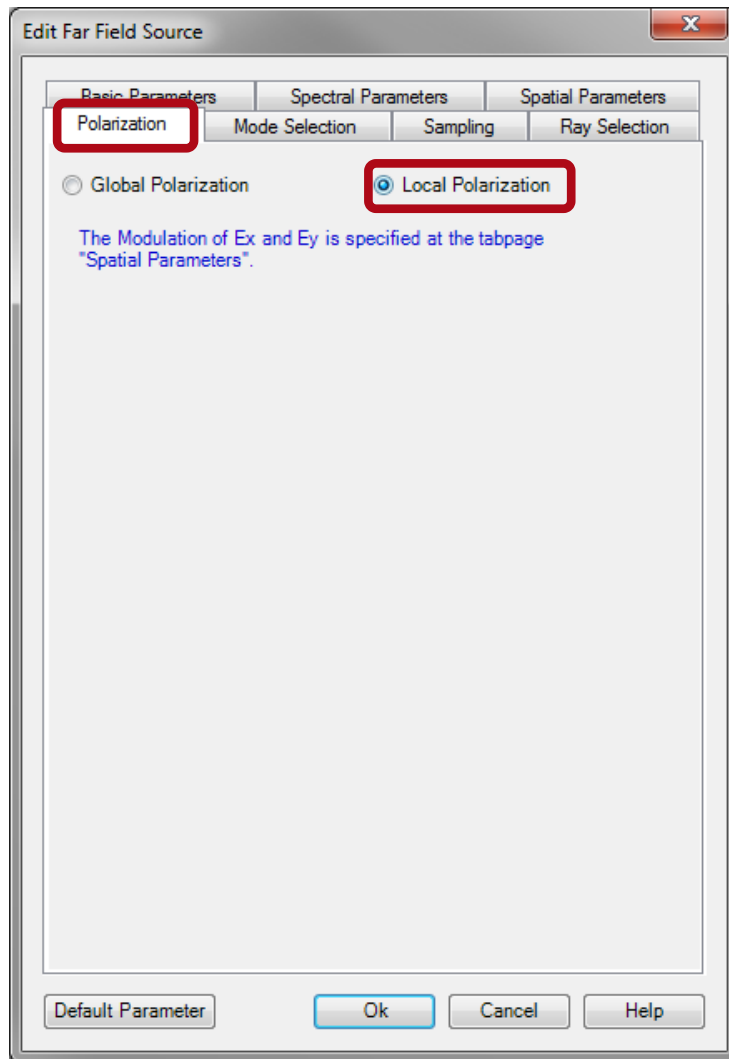 Edit Far Field Source
Basic Parameters Spectral Parameters Spatial Parameters
Polarization Mode Selection Sampling Ray Selection
Global Polarization Local Polarization
The Modulation of Ex and Ey is specified at the tabpage
"Spatial Parameters".
Default Parameter Ok Cancel Help